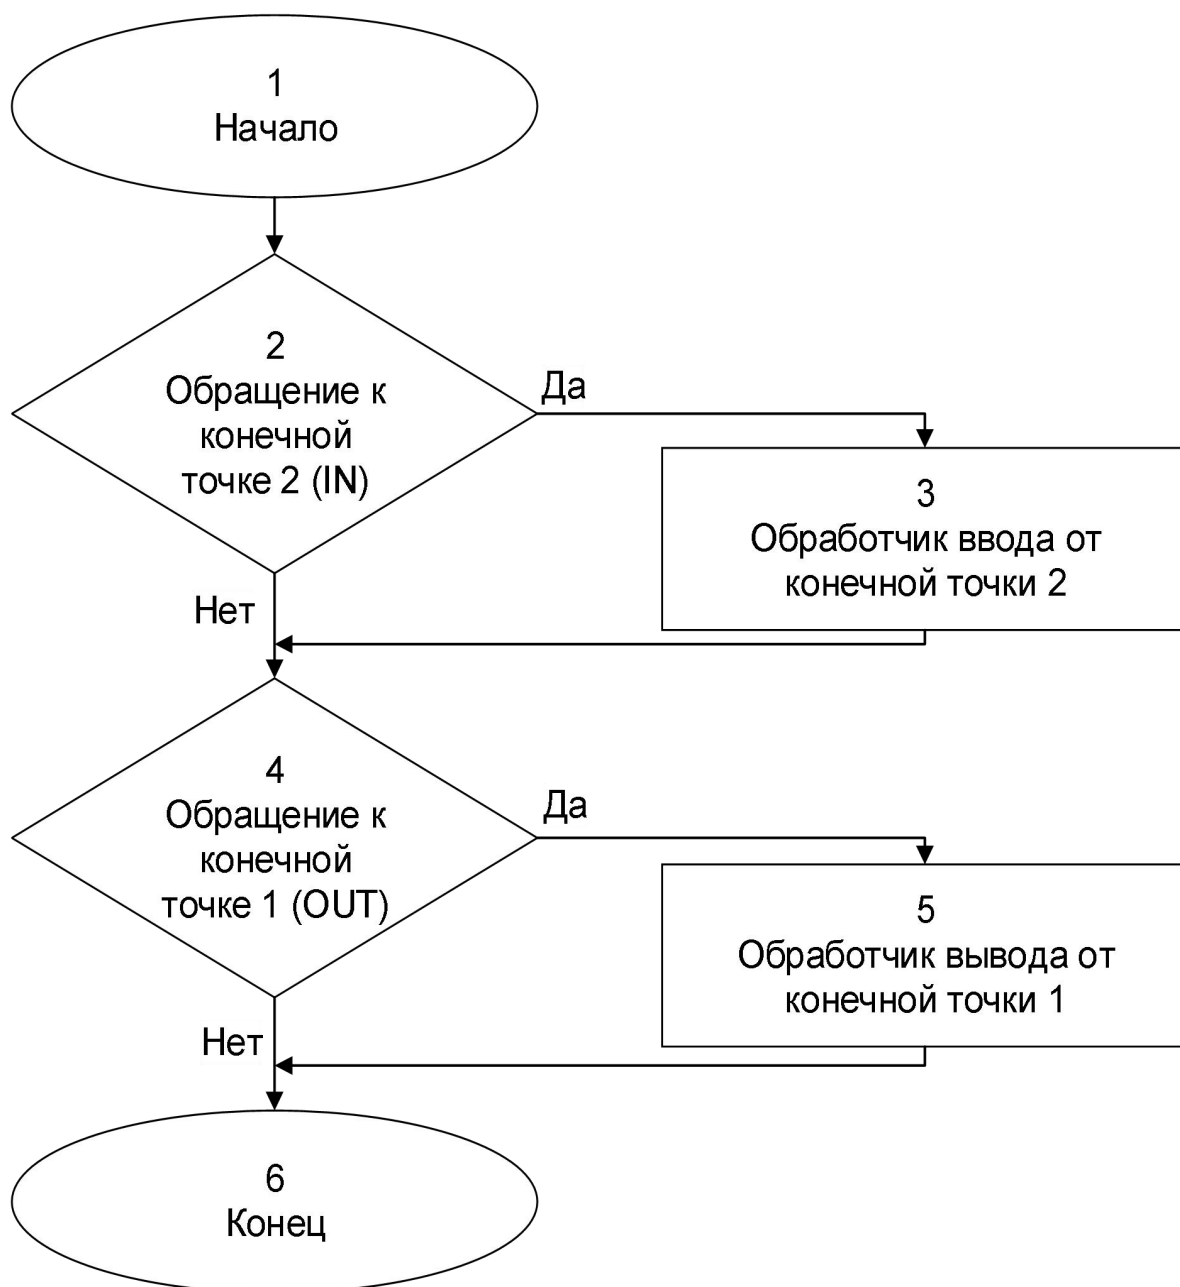 1
Начало
2
Обращение к
конечной
точке 2 (IN)
Да
3
Обработчик ввода от
конечной точки 2
Нет
4
Обращение к
конечной
точке 1 (OUT)
Да
5
Обработчик вывода от
конечной точки 1
Нет
6
Конец